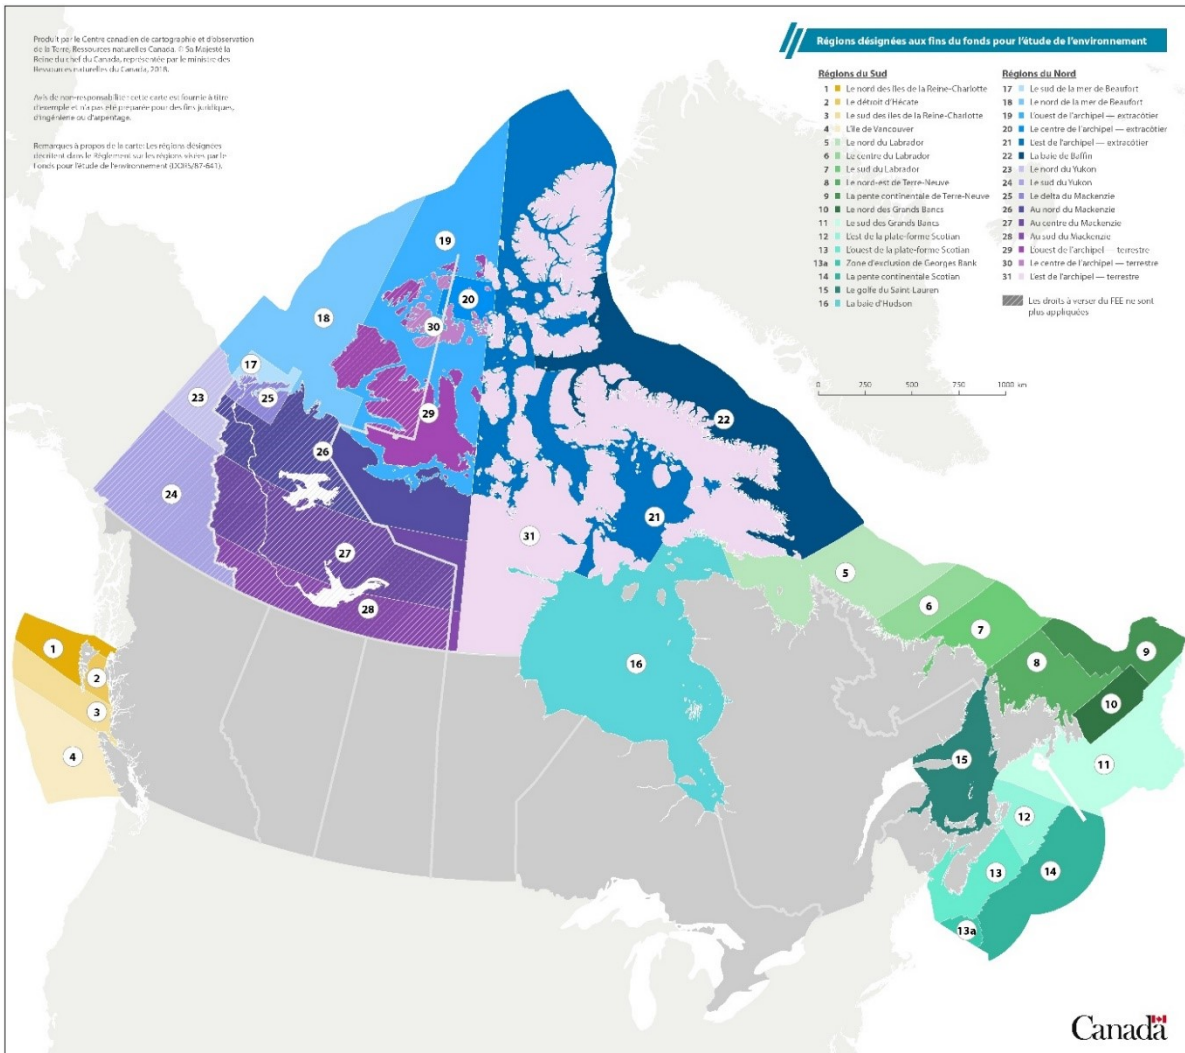 Produit par le Centre canadien de cartographie et d'observation
de la Terre, Ressources naturelles Canada. © Sa Majesté la
Reine du chef du Canada, représentée par le ministre des
Ressources naturelles du Canada, 2018.
Avis de non-responsabilité : cette carte est fournie à titre
d'exemple et n'a pas été préparée pour des fins juridiques,
d'ingénierie ou d'arpentage.
Remarques à propos de la carte: Les régions désignées
décrites dans le Règlement sur les régions visées par le
Fonds pour l'étude de l'environnement (DORS/87-641).
Régions désignées aux fins du fonds pour l'étude de l'environnement
Régions du Sud
1 Le nord des îles de la Reine-Charlotte
2 Le détroit d'Hécate
3 Le sud des îles de la Reine-Charlotte
4 L'île de Vancouver
5 Le nord du Labrador
6 Le centre du Labrador
7 Le sud du Labrador
8 Le nord-est de Terre-Neuve
9 La pente continentale de Terre-Neuve
10 Le nord des Grands Bancs
11 Le sud des Grands Bancs
12 L'est de la plate-forme Scotian
13 L'ouest de la plate-forme Scotian
13a Zone d'exclusion de Georges Bank
14 La pente continentale Scotian
15 Le golfe du Saint-Lauren
16 La baie d'Hudson
Régions du Nord
17 Le sud de la mer de Beaufort
18 Le nord de la mer de Beaufort
19 L'ouest de l'archipel — extracôtier
20 Le centre de l'archipel — extracôtier
21 L'est de l'archipel — extracôtier
22 La baie de Baffin
23 Le nord du Yukon
24 Le sud du Yukon
25 Le delta du Mackenzie
26 Au nord du Mackenzie
27 Au centre du Mackenzie
28 Au sud du Mackenzie
29 L'ouest de l'archipel — terrestre
30 Le centre de l'archipel — terrestre
31 L'est de l'archipel — terrestre
Les droits à verser du FEE ne sont
plus appliquées
0 250 500 750 1000 km
19
20
18
30
17
23
25
29
22
26
24
21
31
27
5
28
6
7
1
16
8
9
2
3
10
4
15
11
12
13
14
13a
Canada